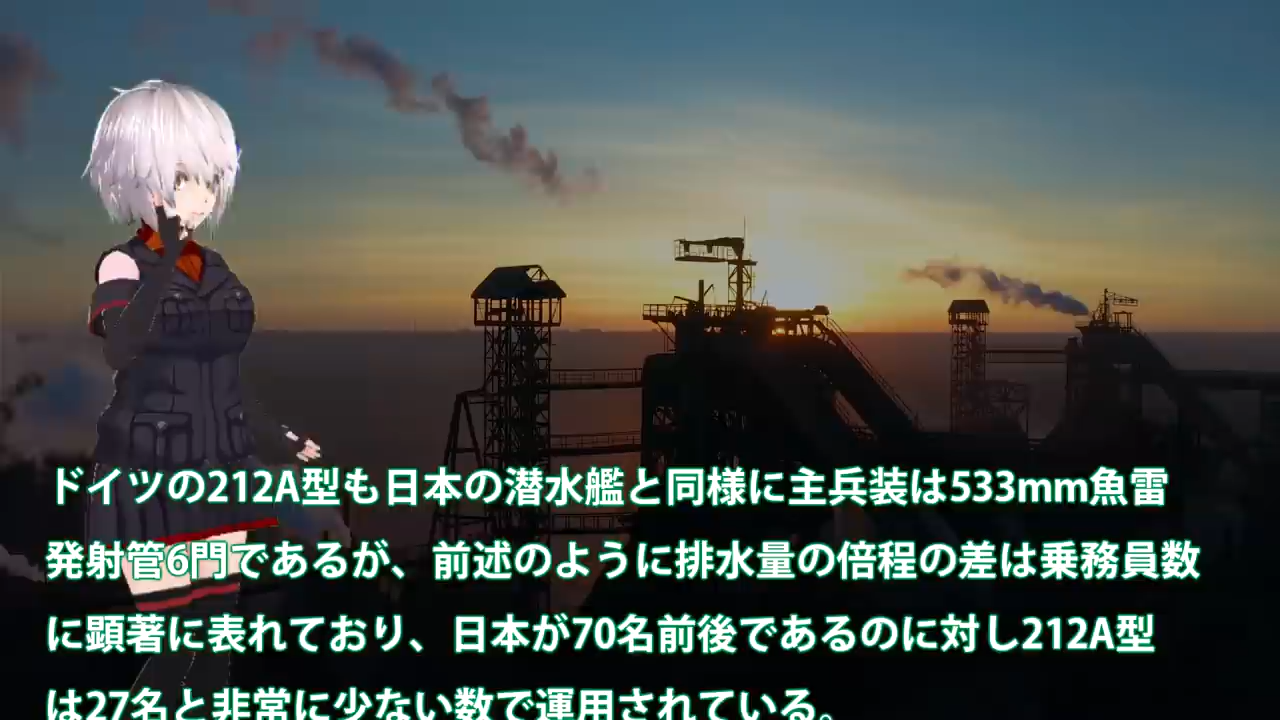 ドイツの212A型も日本の潜水艦と同様に主兵装は533mm魚雷
発射管6門であるが、前述のように排水量の倍程の差は乗務員数
に顕著に表れており、日本が70名前後であるのに対し212A型
は27名と非常に少ない数で運用されている。